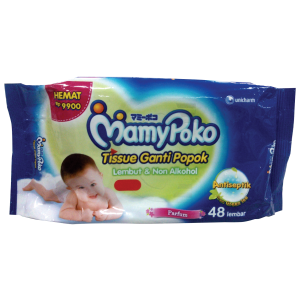 HEMAT
Rp 9900
unicharm
マミーポコ
MamyPoko
Tissue Ganti Popok
Lembut & Non Alkohol
Antiseptik
Parfum
48 lembar